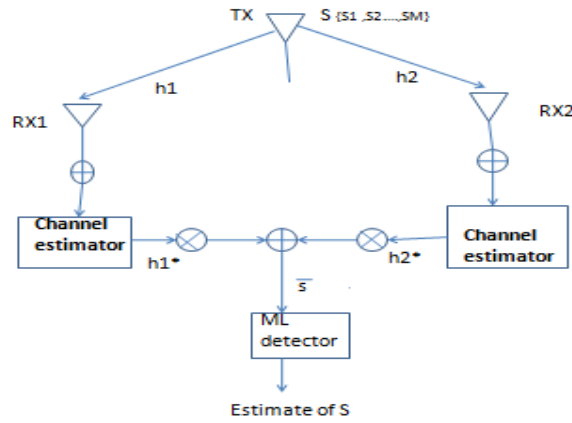 TX
S {S1 ,S2.....,SM}
h1
h2
RX1
RX2
Channel
estimator
Channel
estimator
h1*
h2*
s
ML
detector
Estimate of S